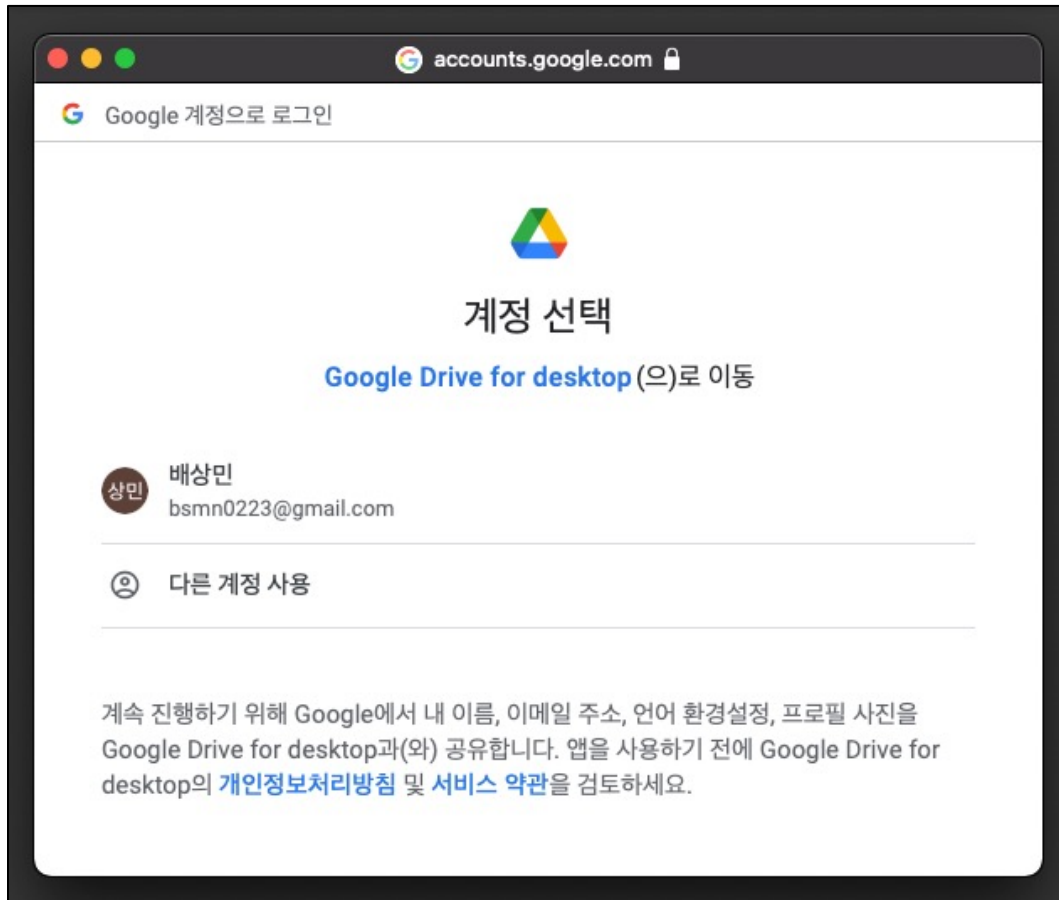 accounts.google.com
Google 계정으로 로그인
계정 선택
Google Drive for desktop(으)로 이동
상민
배상민
bsmn0223@gmail.com
다른 계정 사용
계속 진행하기 위해 Google에서 내 이름, 이메일 주소, 언어 환경설정, 프로필 사진을
Google Drive for desktop과(와) 공유합니다. 앱을 사용하기 전에 Google Drive for
desktop의 개인정보처리방침 및 서비스 약관을 검토하세요.